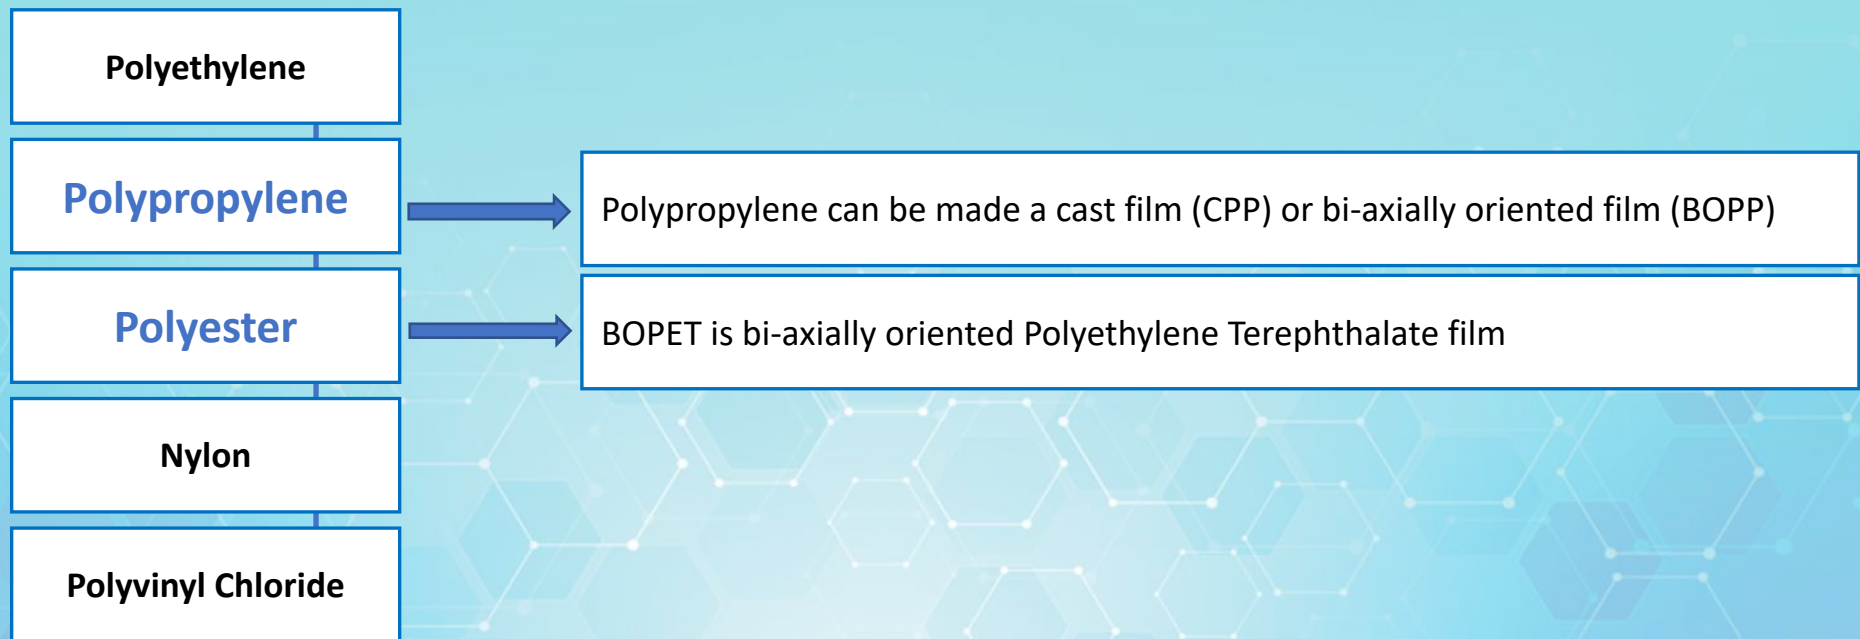 Polyethylene
Polypropylene
Polypropylene can be made a cast film (CPP) or bi-axially oriented film (BOPP)
Polyester
BOPET is bi-axially oriented Polyethylene Terephthalate film
Nylon
Polyvinyl Chloride